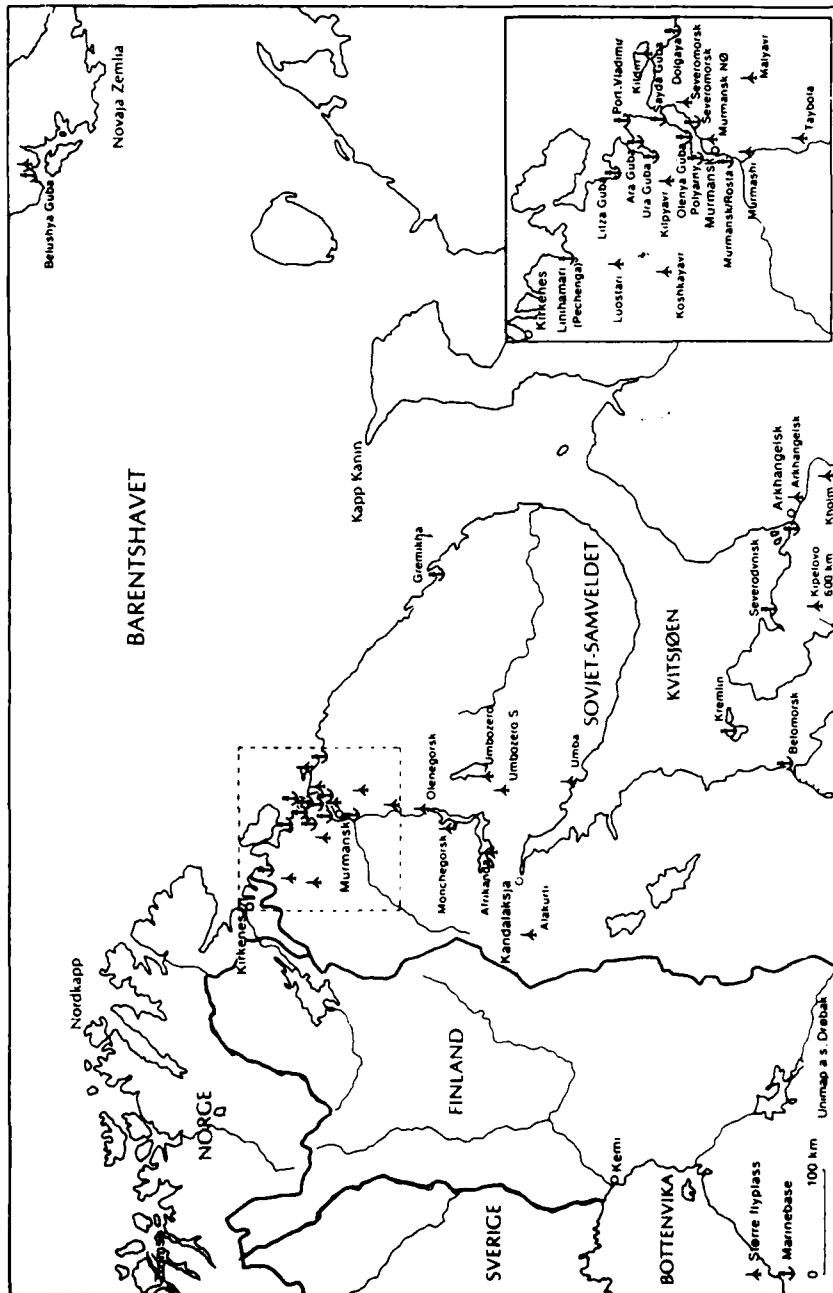 BARENTSHAVET
Novaja Zemlia
Belushya Guba
Nordkapp
NORGE
Kirkenes
Murmansk
Kapp Kanin
Gremikha
FINLAND
SVERIGE
SOVJET-SAMVELDET
Olenegorsk
Monchegorsk
Umbozero
Umbozero S
Afrikanda
Kandalaksja
Alakurti
Umba
KVITSJØEN
Kremlin
Belomorsk
Severodvnisk
Arkhangelsk
Arkhangelsk
Kholm
Kipelovo
600 km
Kemi
BOTTENVIKA
Større flyplass
Marinebase
0 100 km
Unimap a s. Drøbak
Kirkenes
Liinahamari
(Pechenga)
Luostari
Koshkayavr
Litza Guba
Port Vladimir
Ara Guba
Ura Guba
Kilpyavr
Kildin
Sayda Guba
Olenya Guba
Dolgaya
Polyarny
Severomorsk
Severomorsk
Murmansk
Murmansk NØ
Murmansk/Rosta
Murmashi
Malyavr
Taybola